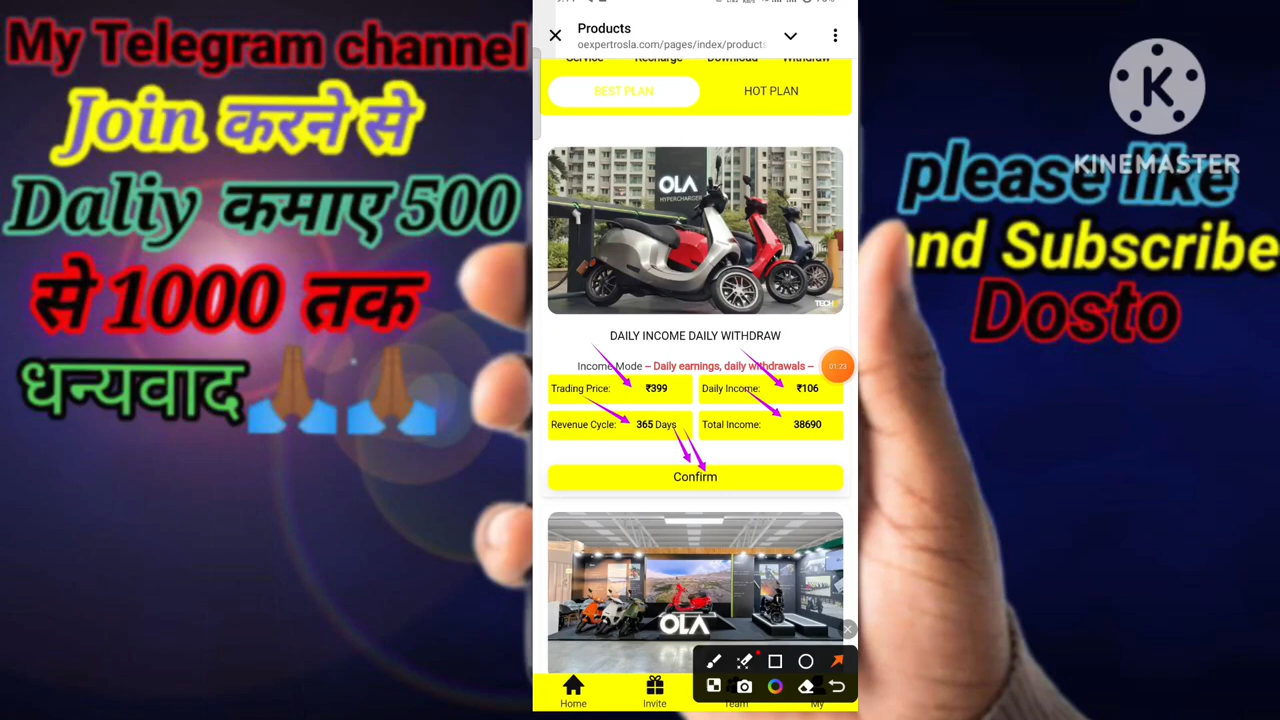 My Telegram channel
Join करने से
Daliy कमाए 500
से 1000 तक
धन्यवाद
Products
oexpertrosla.com/pages/index/product
Service Recharge Download Withdraw
BEST PLAN
HOT PLAN
OLA
HYPERCHARGER
TECH
DAILY INCOME DAILY WITHDRAW
Income Mode – Daily earnings, daily withdrawals –
01:23
Trading Price: ₹399
Daily Income: ₹106
Revenue Cycle: 365 Days
Total Income: 38690
Confirm
OLA
Home
Invite
Team
My
K
KINEMASTER
please like
and Subscribe
Dosto